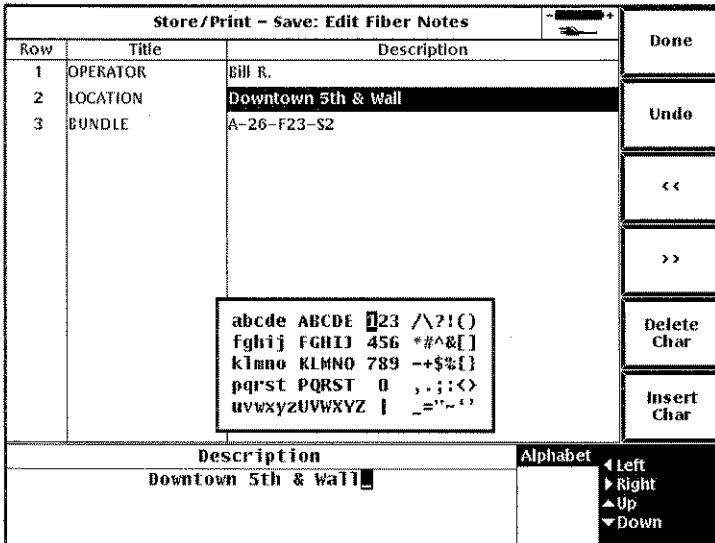 Store/Print - Save: Edit Fiber Notes
- +
Row Title Description
1 OPERATOR Bill R.
2 LOCATION Downtown 5th & Wall
3 BUNDLE A-26-F23-S2
Done
Undo
<<
>>
Delete
Char
Insert
Char
abcde ABCDE 123 /\?!()
fghij FGHIJ 456 *#^&[]
klmno KLMNO 789 -+$%{}
pqrst PQRST 0 ,.;:<>
uvwxyzUVWXYZ | _="~‘’
Description
Downtown 5th & Wall_
Alphabet
Left
Right
Up
Down